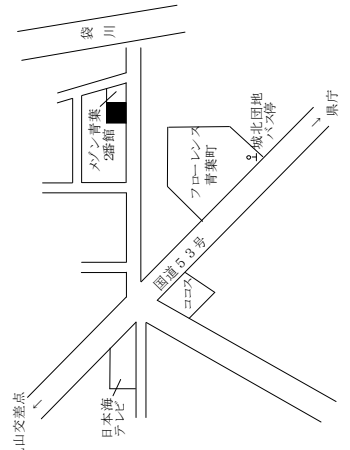 袋川
メゾン青葉
2番館
城北団地
バス停
→
県庁
フローレンス
青葉町
国道53号
ココス
日本海
テレビ
山交差点
←